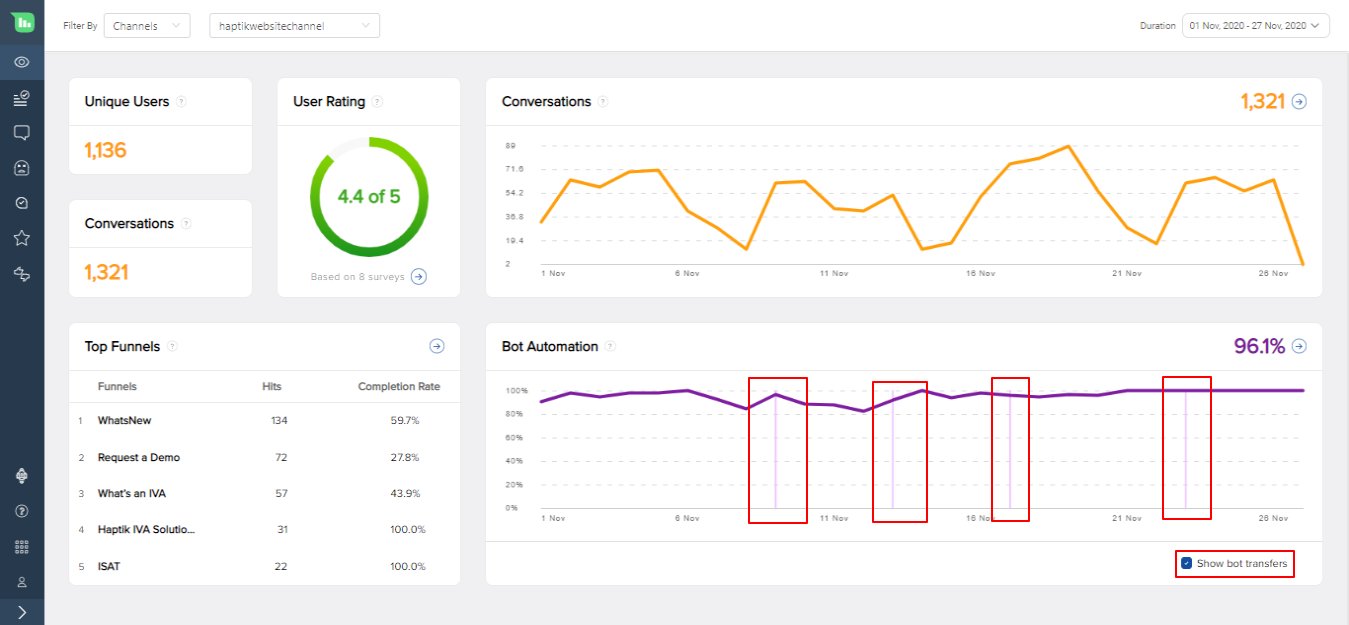 Filter By Channels haptikwebsitechannel Duration 01 Nov, 2020 - 27 Nov, 2020
Unique Users ?
1,136
Conversations ?
1,321
User Rating ?
4.4 of 5
Based on 8 surveys
Conversations ? 1,321
89
71.6
54.2
36.8
19.4
2
1 Nov 6 Nov 11 Nov 16 Nov 21 Nov 26 Nov
Top Funnels ?
Funnels Hits Completion Rate
1 WhatsNew 134 59.7%
2 Request a Demo 72 27.8%
3 What's an IVA 57 43.9%
4 Haptik IVA Solutio... 31 100.0%
5 ISAT 22 100.0%
Bot Automation ? 96.1%
100%
80%
60%
40%
20%
0%
1 Nov 6 Nov 11 Nov 16 Nov 21 Nov 26 Nov
Show bot transfers